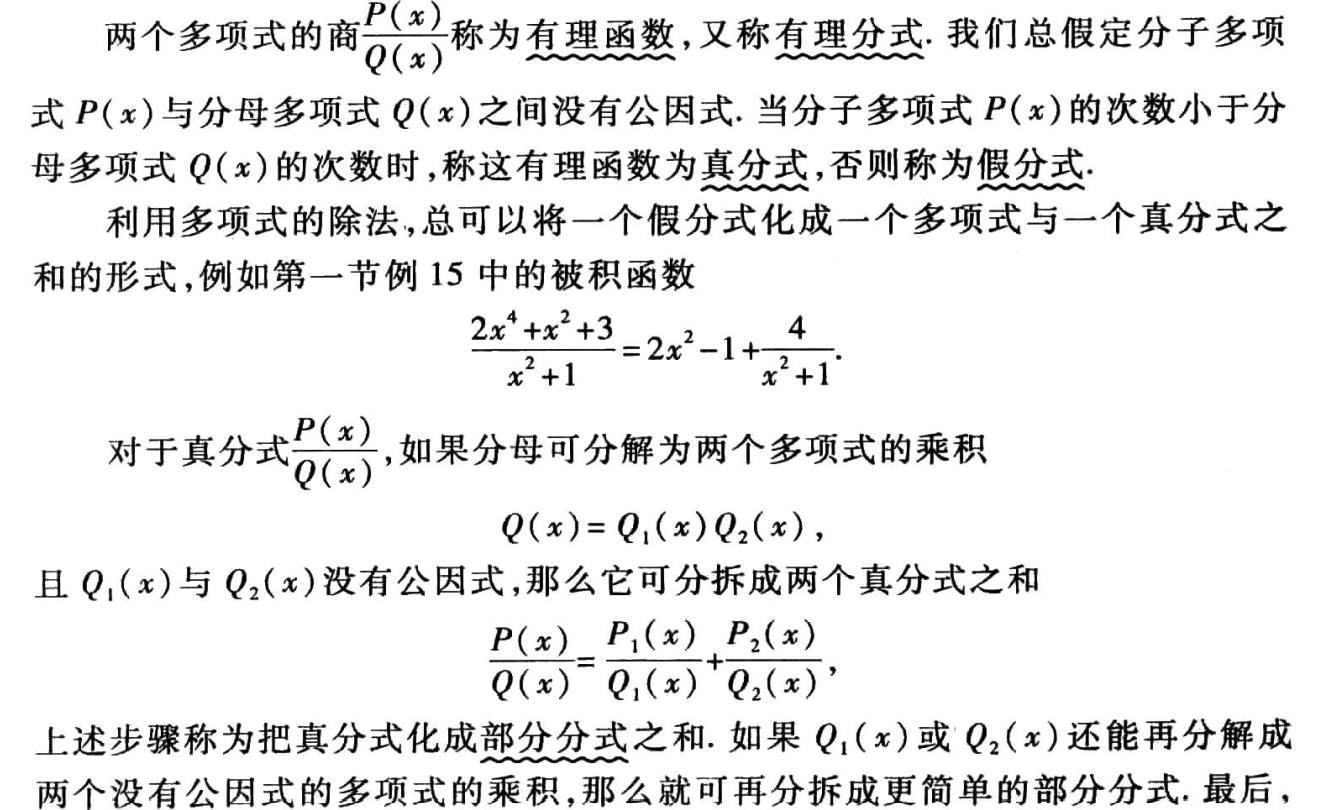 两个多项式的商\frac{P(x)}{Q(x)}称为有理函数,又称有理分式. 我们总假定分子多项
式 P(x)与分母多项式 Q(x)之间没有公因式. 当分子多项式 P(x)的次数小于分
母多项式 Q(x)的次数时,称这有理函数为真分式,否则称为假分式.
利用多项式的除法,总可以将一个假分式化成一个多项式与一个真分式之
和的形式,例如第一节例 15 中的被积函数
\frac{2x^4+x^2+3}{x^2+1}=2x^2-1+\frac{4}{x^2+1}.
对于真分式\frac{P(x)}{Q(x)},如果分母可分解为两个多项式的乘积
Q(x)=Q_1(x)Q_2(x),
且 Q_1(x)与 Q_2(x)没有公因式,那么它可分拆成两个真分式之和
\frac{P(x)}{Q(x)}=\frac{P_1(x)}{Q_1(x)}+\frac{P_2(x)}{Q_2(x)},
上述步骤称为把真分式化成部分分式之和. 如果 Q_1(x)或 Q_2(x)还能再分解成
两个没有公因式的多项式的乘积,那么就可再分拆成更简单的部分分式. 最后,